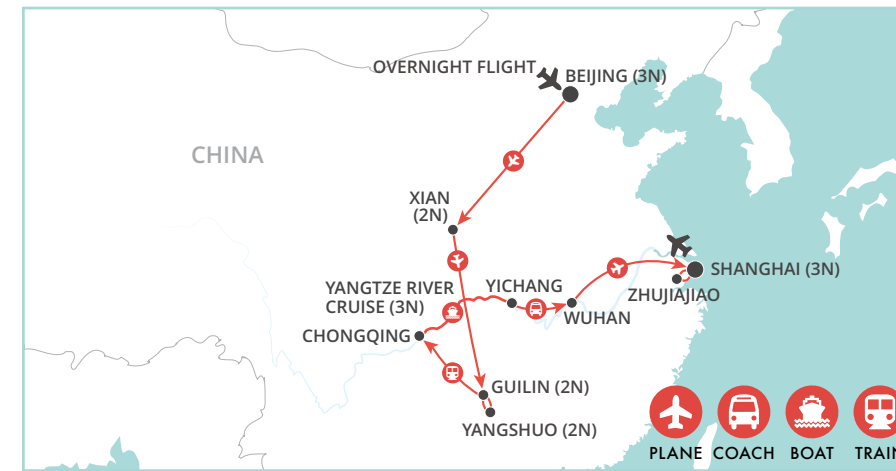 OVERNIGHT FLIGHT
BEIJING (3N)
CHINA
XIAN
(2N)
YANGTZE RIVER
CRUISE (3N)
YICHANG
SHANGHAI (3N)
ZHUJIAJIAO
WUHAN
CHONGQING
GUILIN (2N)
YANGSHUO (2N)
PLANE
COACH
BOAT
TRAIN